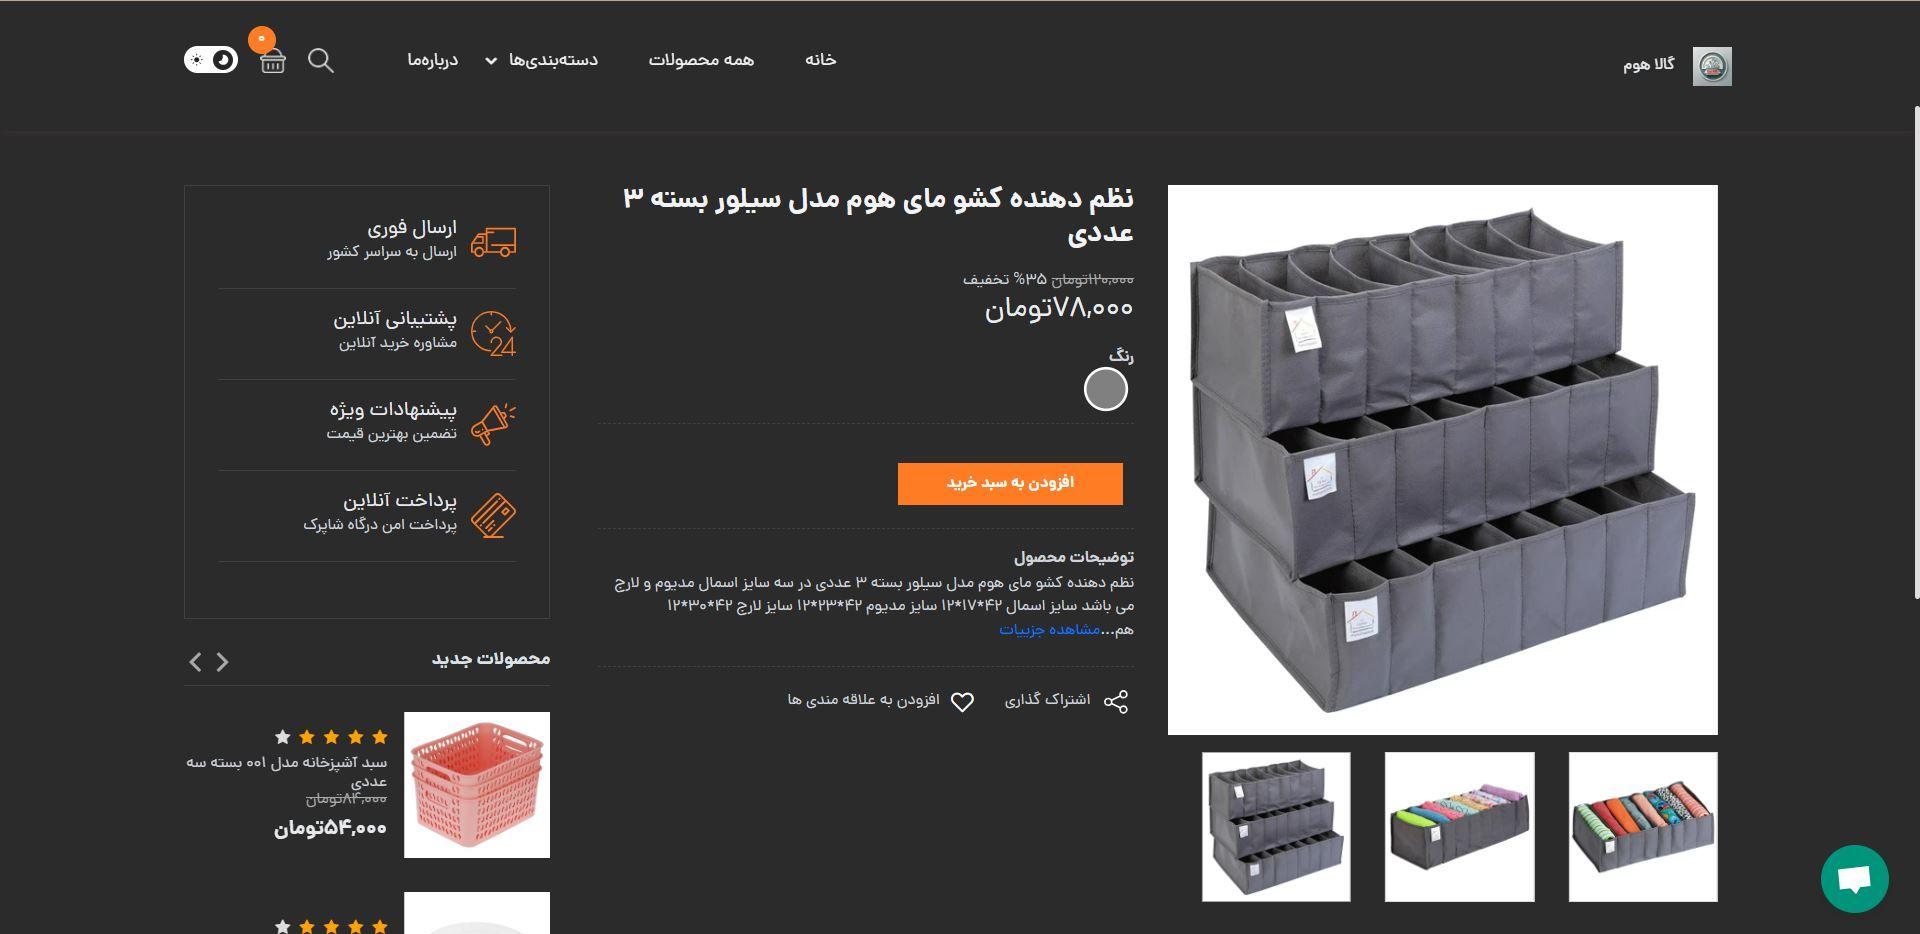 گالا هوم
خانه
همه محصولات
دسته‌بندی‌ها
درباره‌ما
۰
نظم دهنده کشو مای هوم مدل سیلور بسته ۳
عددی
۱۲۰,۰۰۰تومان ۳۵% تخفیف
۷۸,۰۰۰تومان
رنگ
افزودن به سبد خرید
توضیحات محصول
نظم دهنده کشو مای هوم مدل سیلور بسته ۳ عددی در سه سایز اسمال مدیوم و لارج
می باشد سایز اسمال ۴۲*۱۷*۱۲ سایز مدیوم ۴۲*۲۳*۱۲ سایز لارج ۴۲*۳۰*۱۲
هم...مشاهده جزییات
اشتراک گذاری
افزودن به علاقه مندی ها
ارسال فوری
ارسال به سراسر کشور
24
پشتیبانی آنلاین
مشاوره خرید آنلاین
پیشنهادات ویژه
تضمین بهترین قیمت
پرداخت آنلاین
پرداخت امن درگاه شاپرک
محصولات جدید
سبد آشپزخانه مدل ۰۰۱ بسته سه
عددی
۸۴,۰۰۰تومان
۵۴,۰۰۰تومان